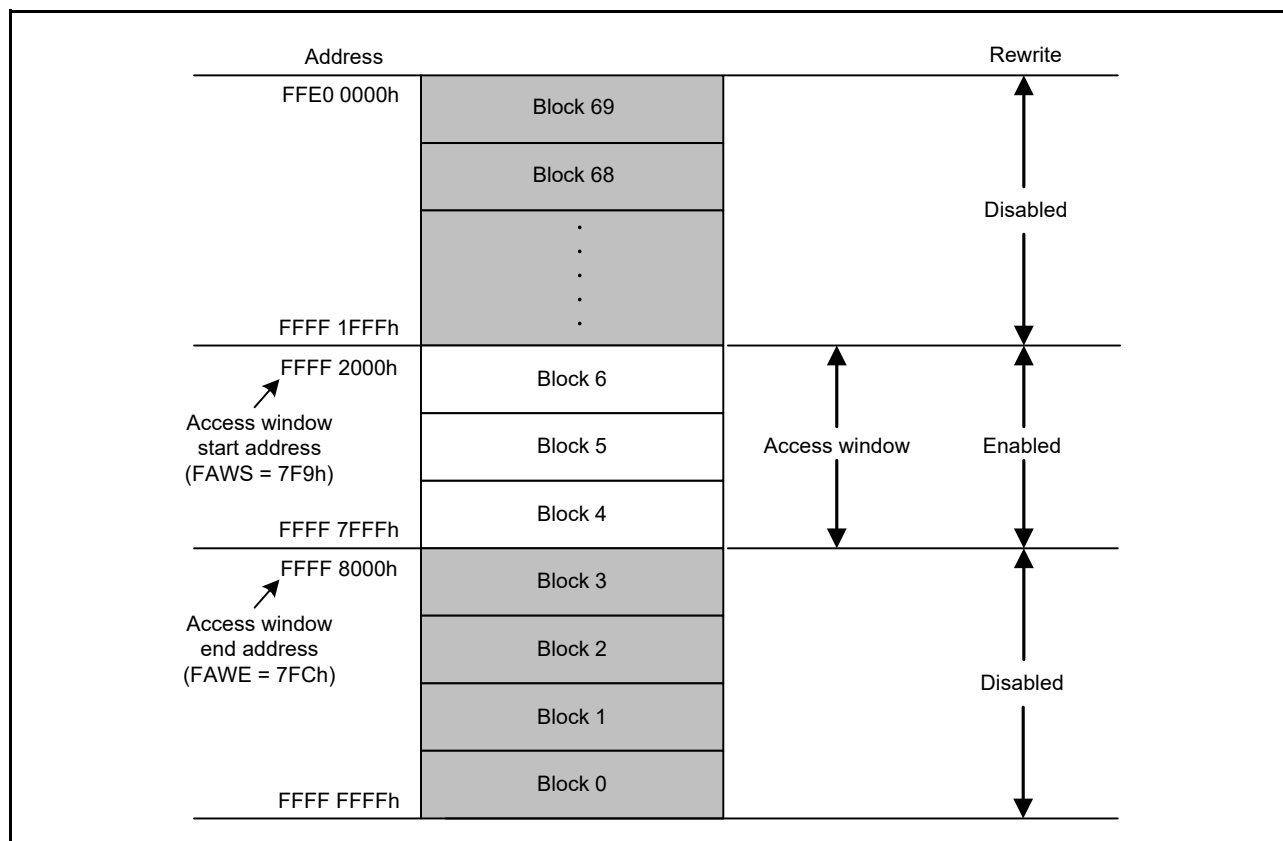 Address
Rewrite
FFE0 0000h
Block 69
Block 68
Disabled
FFFF 1FFFh
FFFF 2000h
Block 6
Access window
start address
(FAWS = 7F9h)
Block 5
Access window
Enabled
Block 4
FFFF 7FFFh
FFFF 8000h
Block 3
Access window
end address
(FAWE = 7FCh)
Block 2
Disabled
Block 1
Block 0
FFFF FFFFh